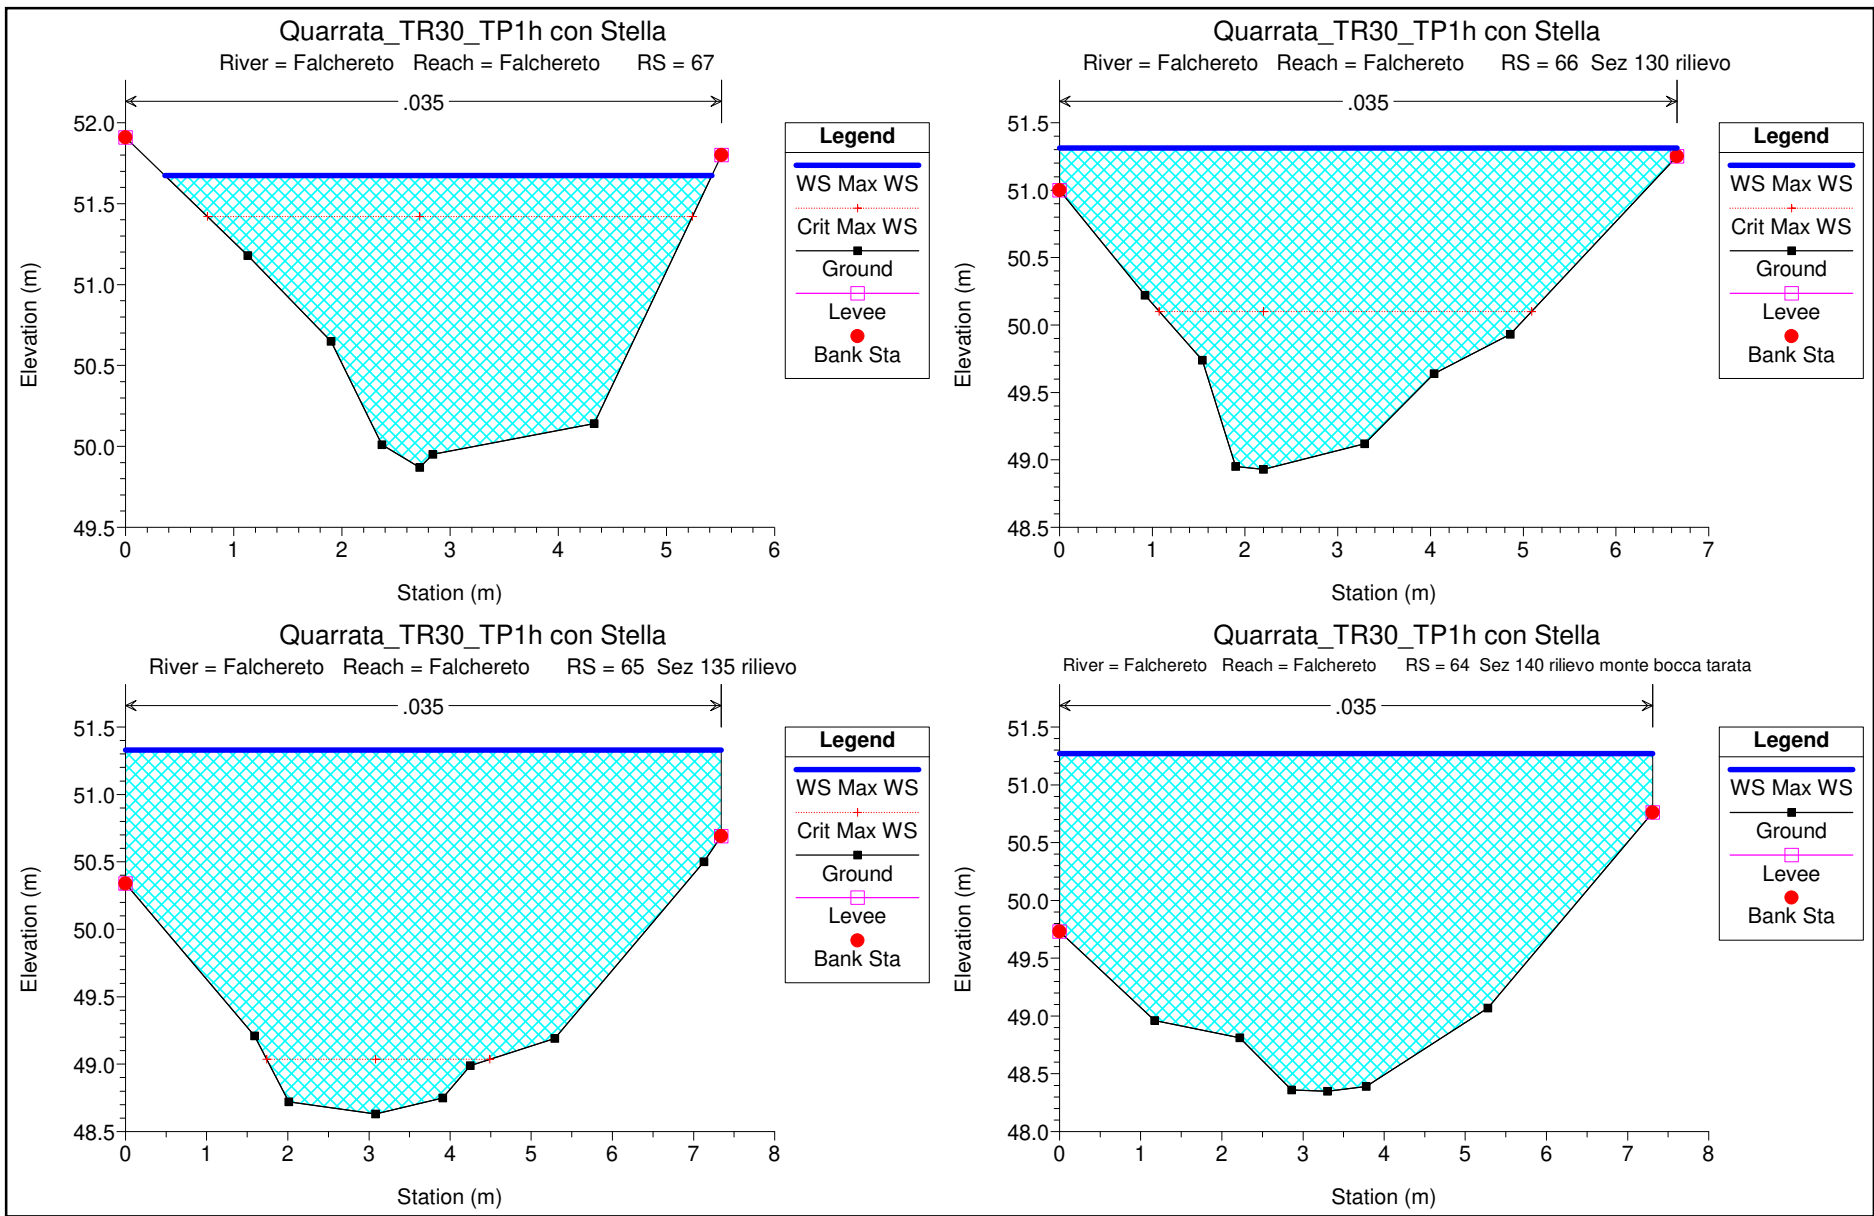 Quarrata_TR30_TP1h con Stella
River = Falchereto Reach = Falchereto RS = 67
.035
52.0
51.5
51.0
50.5
50.0
49.5
0 1 2 3 4 5 6
Elevation (m)
Station (m)
Legend
WS Max WS
Crit Max WS
Ground
Levee
Bank Sta
Quarrata_TR30_TP1h con Stella
River = Falchereto Reach = Falchereto RS = 66 Sez 130 rilievo
.035
51.5
51.0
50.5
50.0
49.5
49.0
48.5
0 1 2 3 4 5 6 7
Elevation (m)
Station (m)
Legend
WS Max WS
Crit Max WS
Ground
Levee
Bank Sta
Quarrata_TR30_TP1h con Stella
River = Falchereto Reach = Falchereto RS = 65 Sez 135 rilievo
.035
51.5
51.0
50.5
50.0
49.5
49.0
48.5
0 1 2 3 4 5 6 7 8
Elevation (m)
Station (m)
Legend
WS Max WS
Crit Max WS
Ground
Levee
Bank Sta
Quarrata_TR30_TP1h con Stella
River = Falchereto Reach = Falchereto RS = 64 Sez 140 rilievo monte bocca tarata
.035
51.5
51.0
50.5
50.0
49.5
49.0
48.5
48.0
0 1 2 3 4 5 6 7 8
Elevation (m)
Station (m)
Legend
WS Max WS
Ground
Levee
Bank Sta